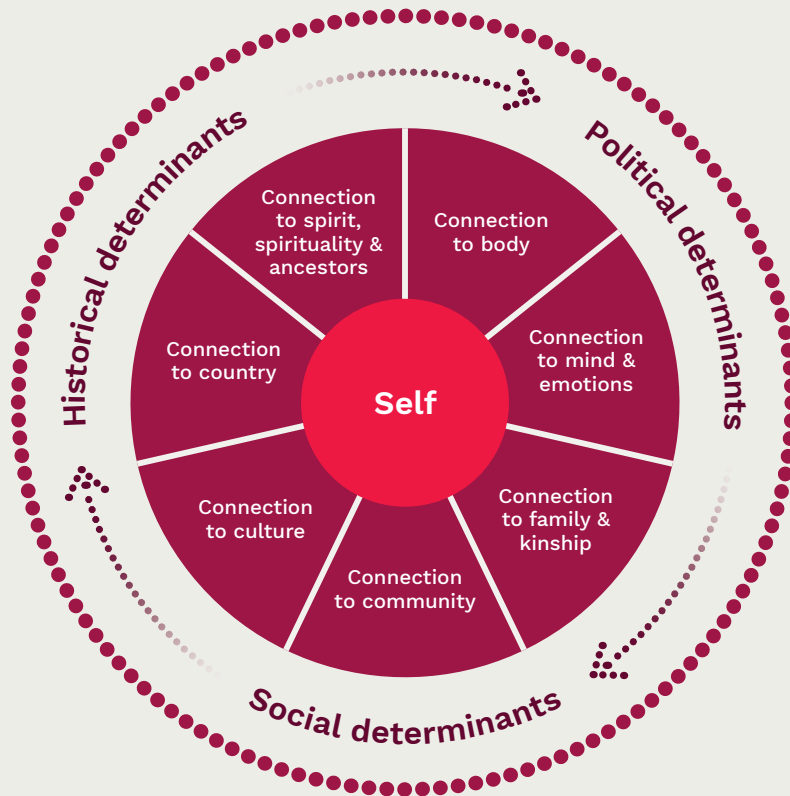 Historical determinants
Political determinants
Connection
to spirit,
spirituality &
ancestors
Connection
to body
Connection
to country
Self
Connection
to mind &
emotions
Connection
to culture
Connection
to family &
kinship
Connection
to community
Social determinants